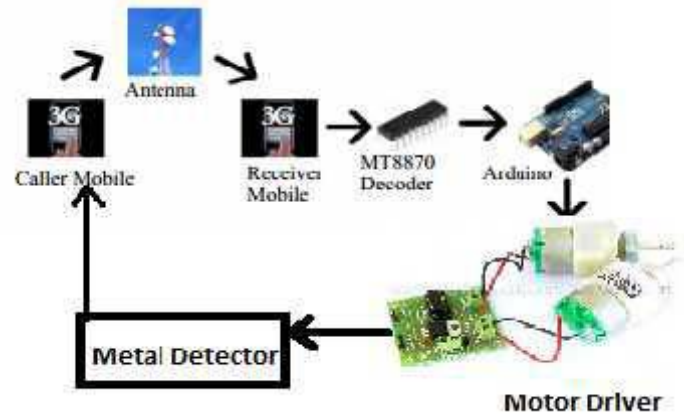 Antenna
3G
Caller Mobile
3G
Receiver
Mobile
MT8870
Decoder
Arduino
Metal Detector
Motor Driver